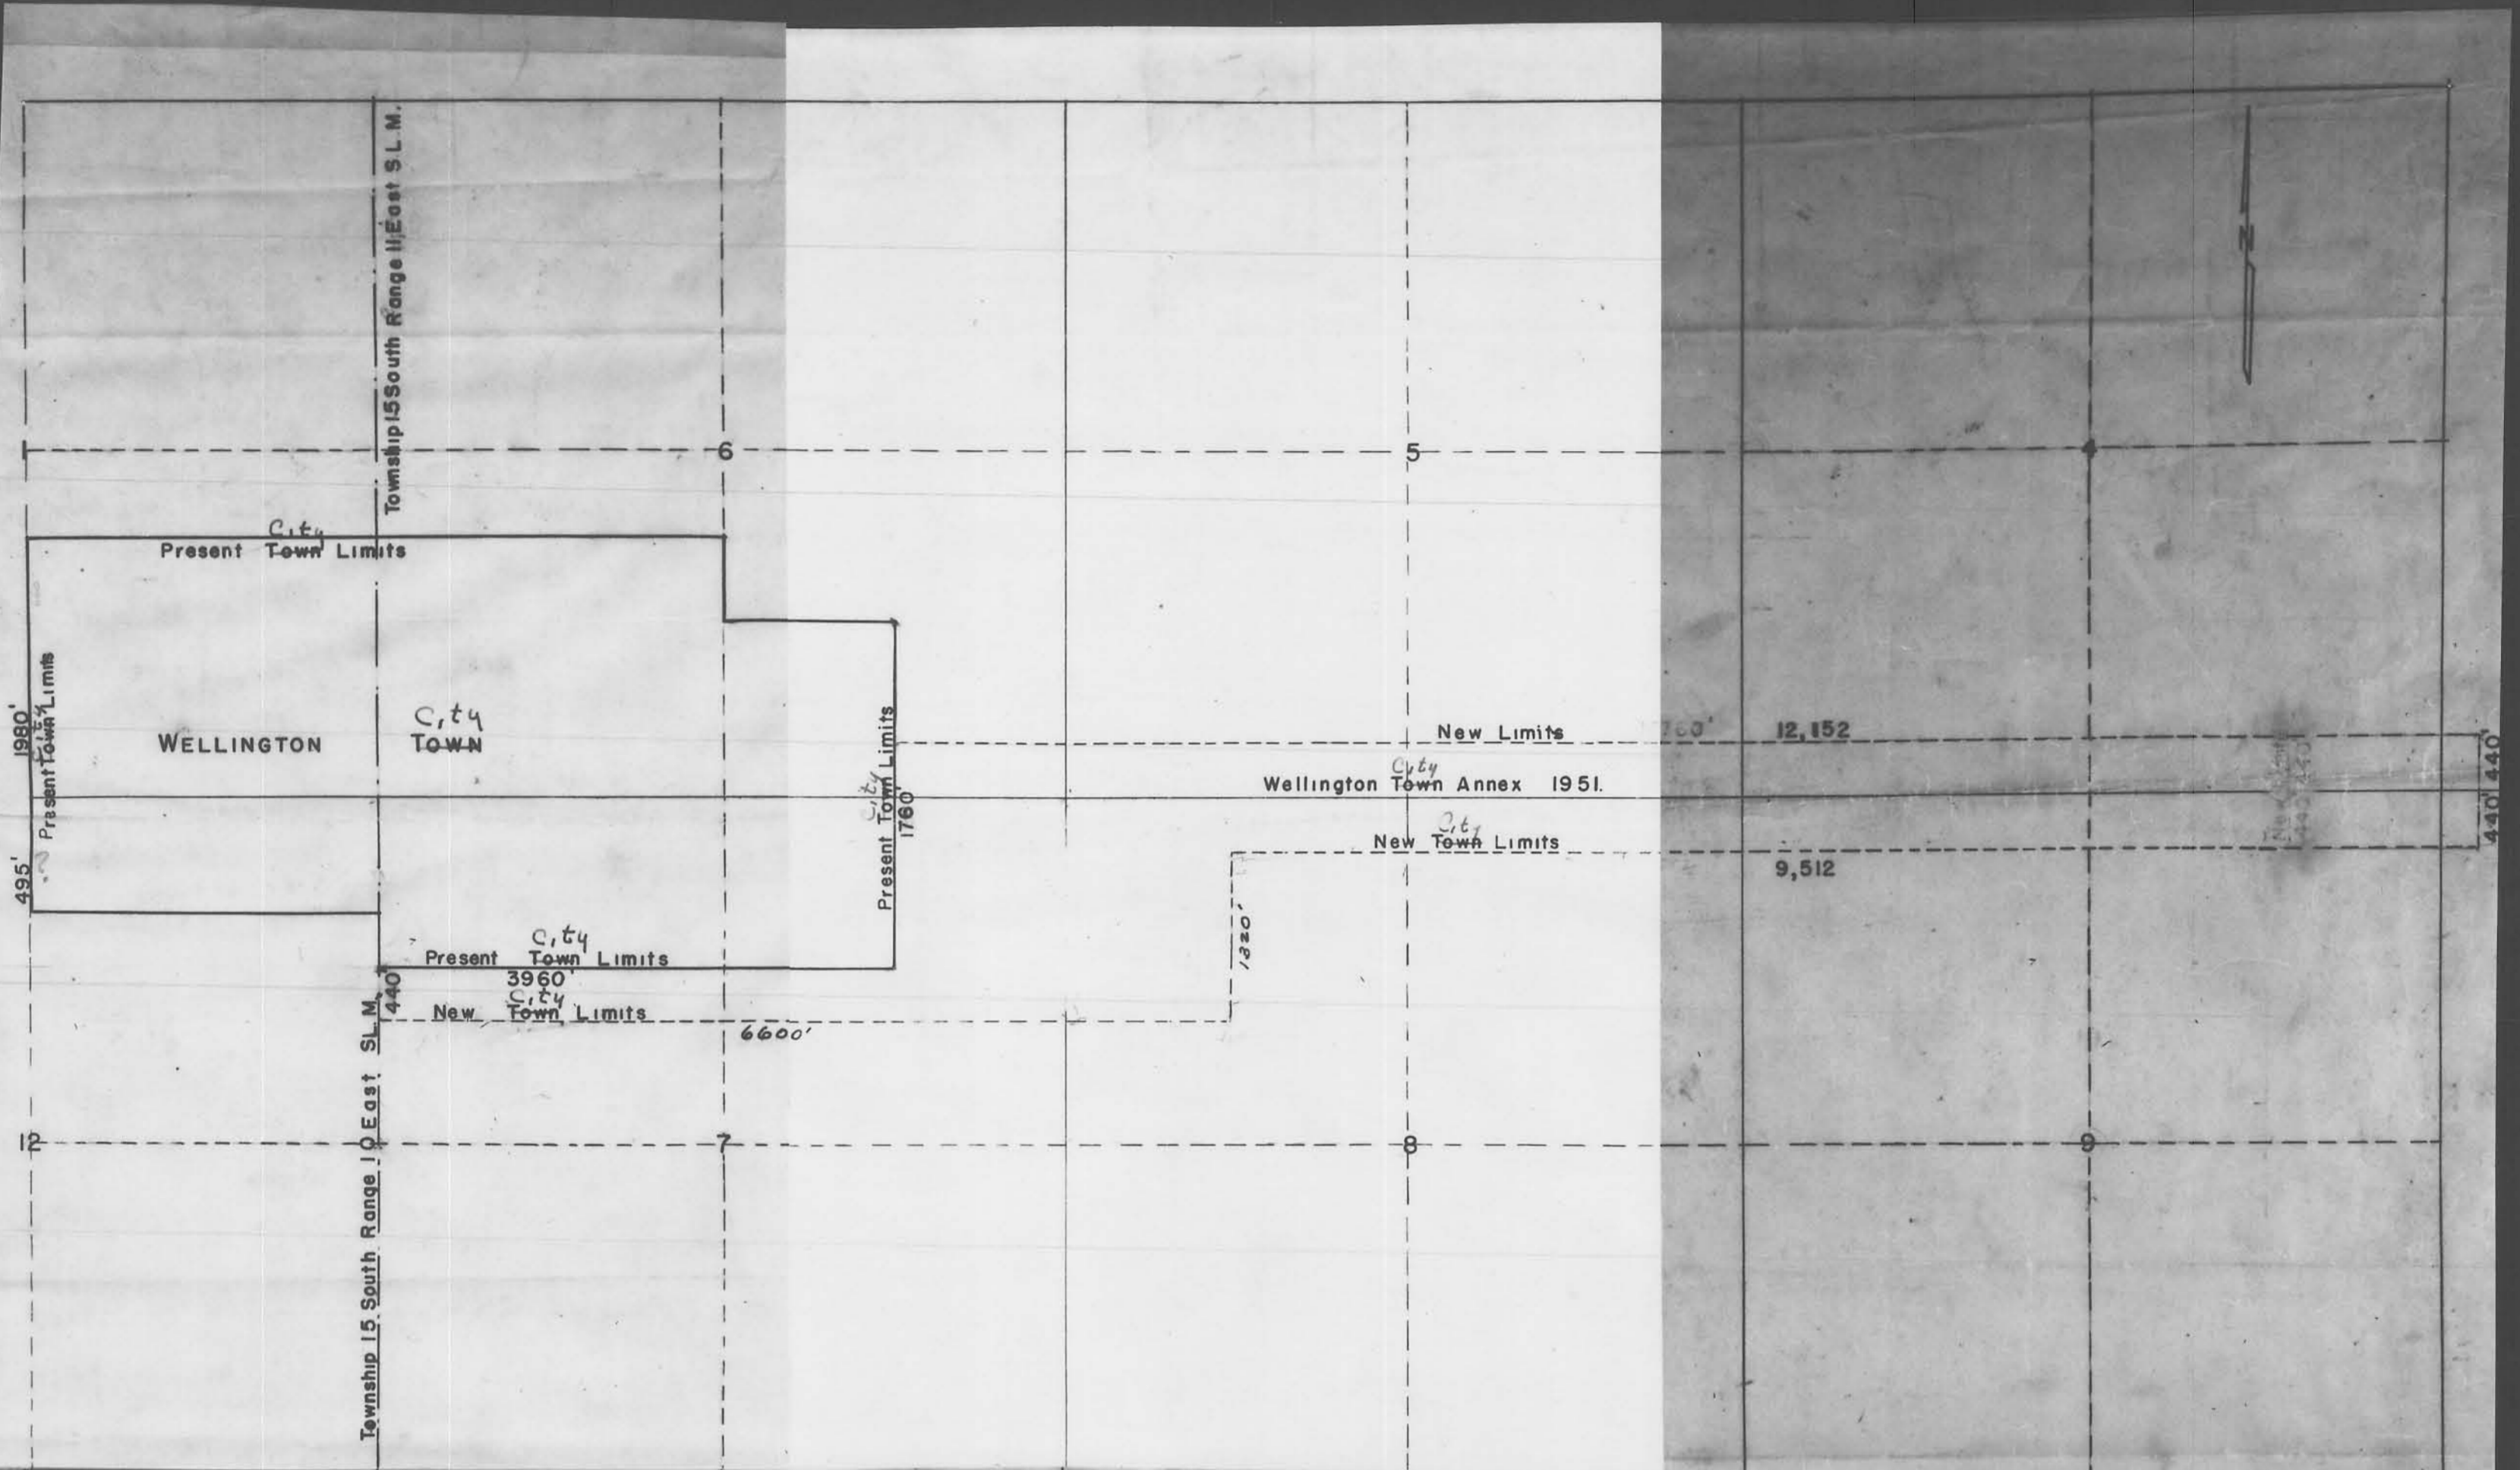 Township 15 South Range 11 East S.L.M.
6
5
4
City
Present Town Limits
1980'
City
Present Town Limits
495'
?
WELLINGTON
City
TOWN
City
Present Town Limits
1760'
New Limits
12,152
City
Wellington Town Annex 1951.
City
New Town Limits
9,512
440' 440'
1320'
City
Present Town Limits
3960'
440'
City
New Town Limits
6600'
12
7
8
9
Township 15 South Range 10 East S.L.M.
N